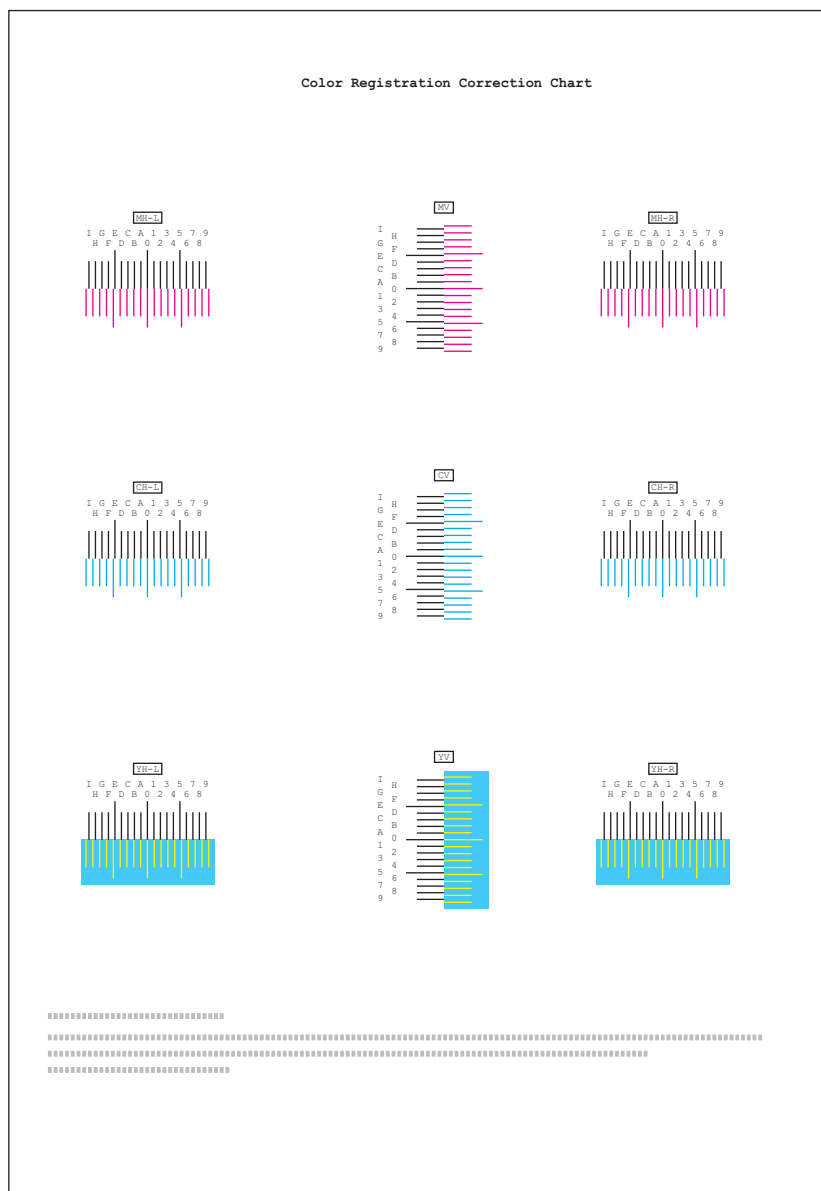 Color Registration Correction Chart
MH-L
I G E C A 1 3 5 7 9
H F D B 0 2 4 6 8
MV
I
H
G
F
E
D
C
B
A
0
1
2
3
4
5
6
7
8
9
MH-R
I G E C A 1 3 5 7 9
H F D B 0 2 4 6 8
CH-L
I G E C A 1 3 5 7 9
H F D B 0 2 4 6 8
CV
I
H
G
F
E
D
C
B
A
0
1
2
3
4
5
6
7
8
9
CH-R
I G E C A 1 3 5 7 9
H F D B 0 2 4 6 8
YH-L
I G E C A 1 3 5 7 9
H F D B 0 2 4 6 8
YV
I
H
G
F
E
D
C
B
A
0
1
2
3
4
5
6
7
8
9
YH-R
I G E C A 1 3 5 7 9
H F D B 0 2 4 6 8